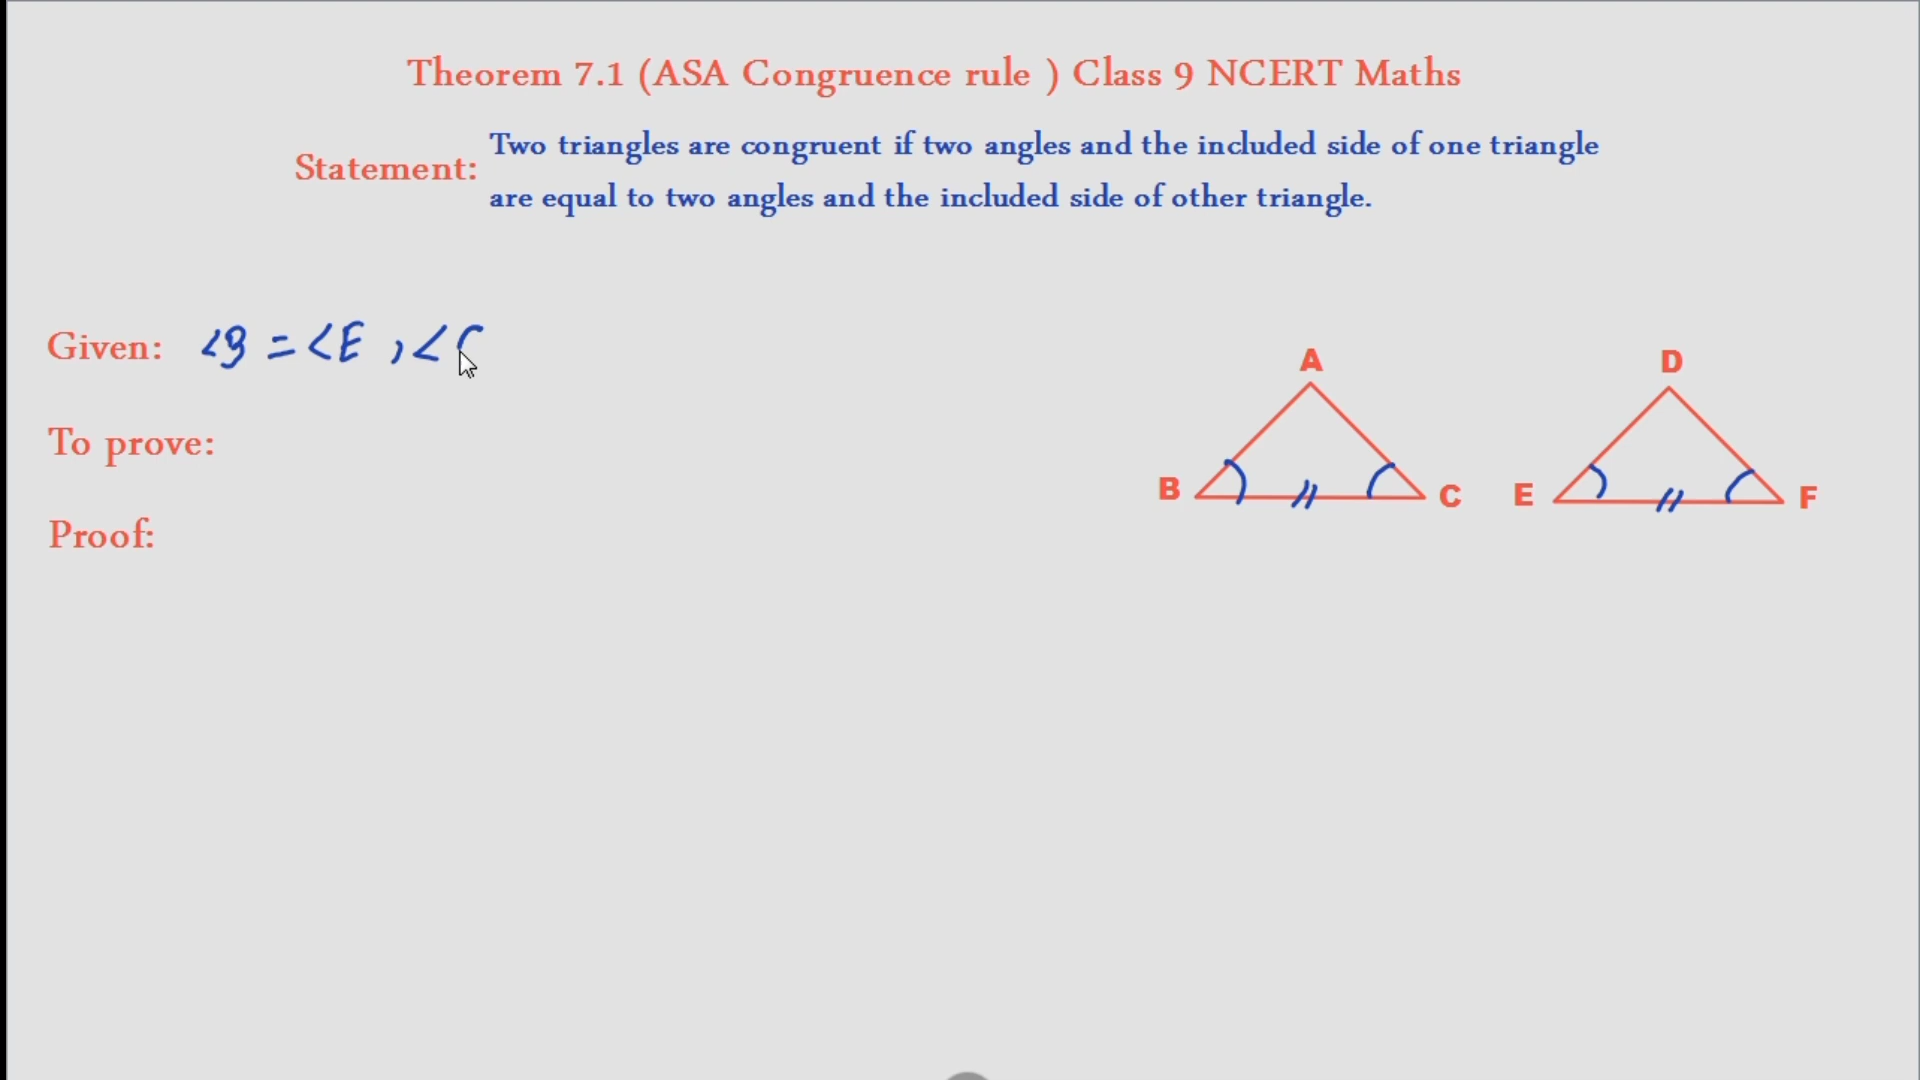 Theorem 7.1 (ASA Congruence rule ) Class 9 NCERT Maths
Statement:
Two triangles are congruent if two angles and the included side of one triangle
are equal to two angles and the included side of other triangle.
Given: ∠B = ∠E , ∠C
To prove:
Proof:
A
D
B
C
E
F